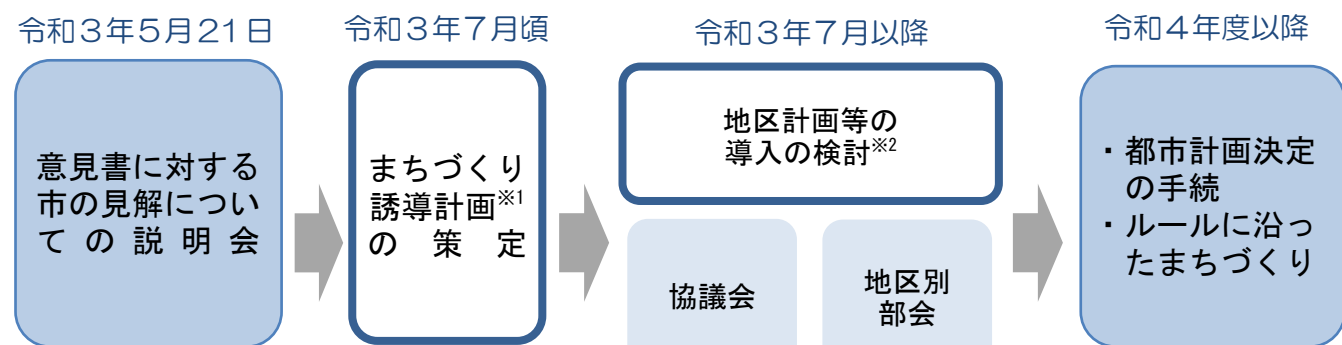 令和３年５月21日
意見書に対する
市の見解につい
ての説明会
令和３年７月頃
まちづくり
誘導計画※1
の策定
令和３年７月以降
地区計画等の
導入の検討※2
協議会
地区別
部会
令和４年度以降
・都市計画決定
の手続
・ルールに沿っ
たまちづくり